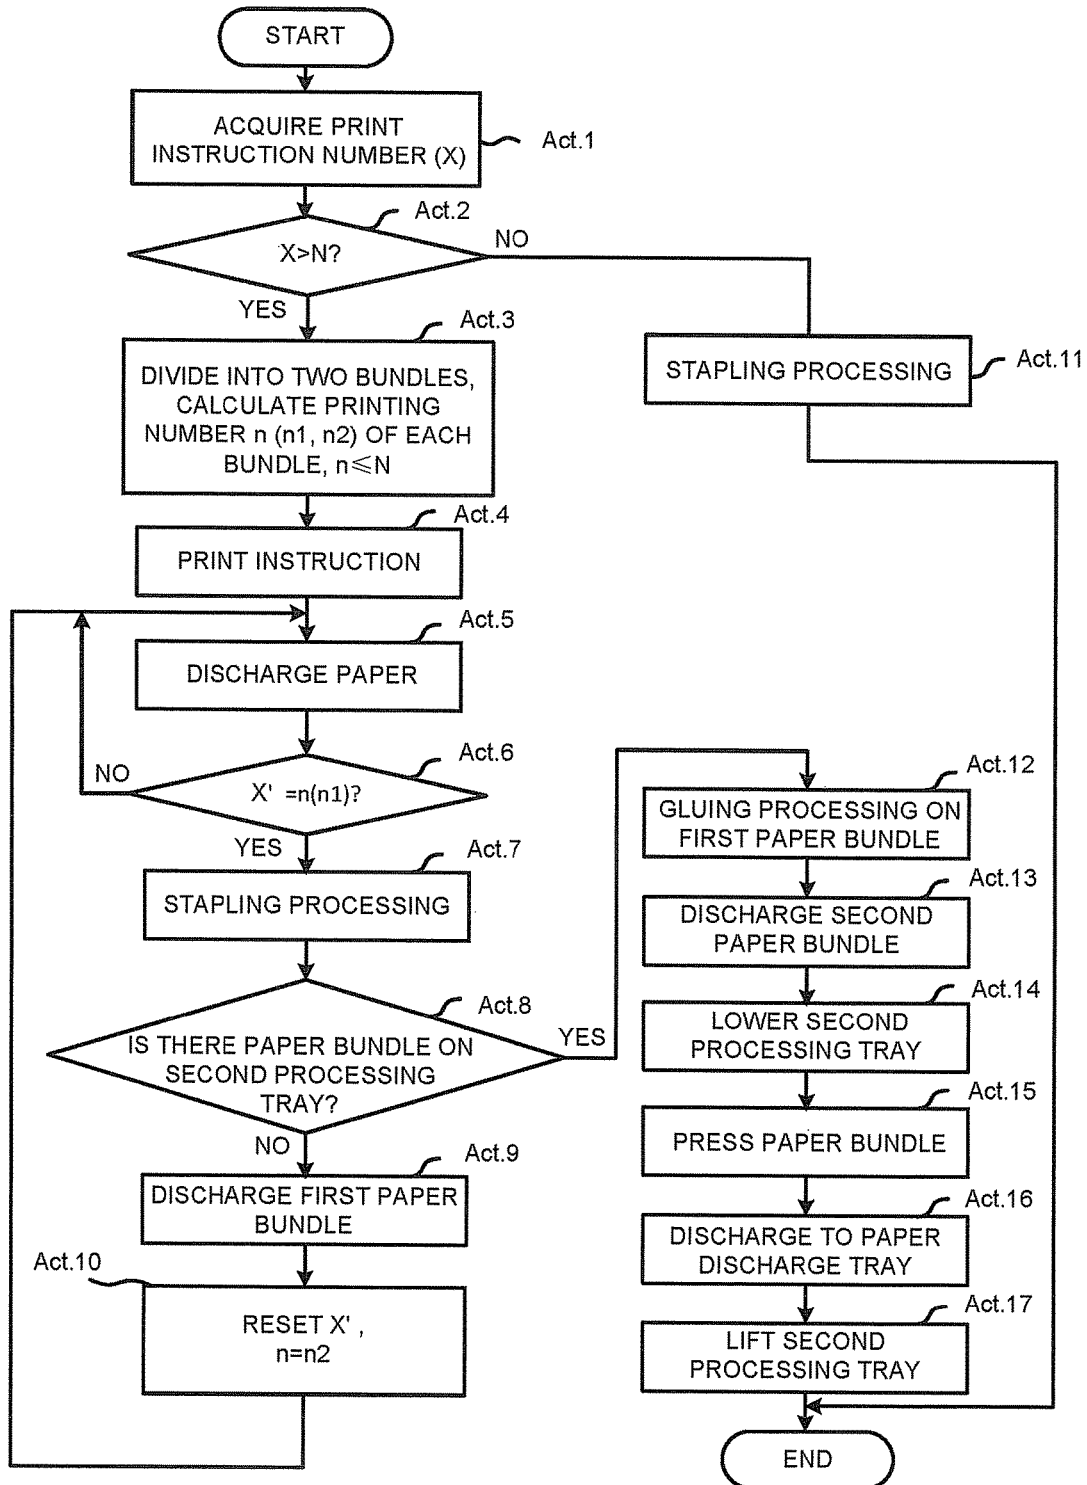 START
ACQUIRE PRINT
INSTRUCTION NUMBER (X)
Act.1
Act.2
X>N?
NO
YES
Act.3
DIVIDE INTO TWO BUNDLES,
CALCULATE PRINTING
NUMBER n (n1, n2) OF EACH
BUNDLE, n≤N
STAPLING PROCESSING
Act.11
Act.4
PRINT INSTRUCTION
Act.5
DISCHARGE PAPER
Act.6
X' =n(n1)?
NO
YES
Act.7
STAPLING PROCESSING
Act.8
IS THERE PAPER BUNDLE ON
SECOND PROCESSING
TRAY?
YES
NO
Act.9
DISCHARGE FIRST PAPER
BUNDLE
Act.10
RESET X' ,
n=n2
Act.12
GLUING PROCESSING ON
FIRST PAPER BUNDLE
Act.13
DISCHARGE SECOND
PAPER BUNDLE
Act.14
LOWER SECOND
PROCESSING TRAY
Act.15
PRESS PAPER BUNDLE
Act.16
DISCHARGE TO PAPER
DISCHARGE TRAY
Act.17
LIFT SECOND
PROCESSING TRAY
END